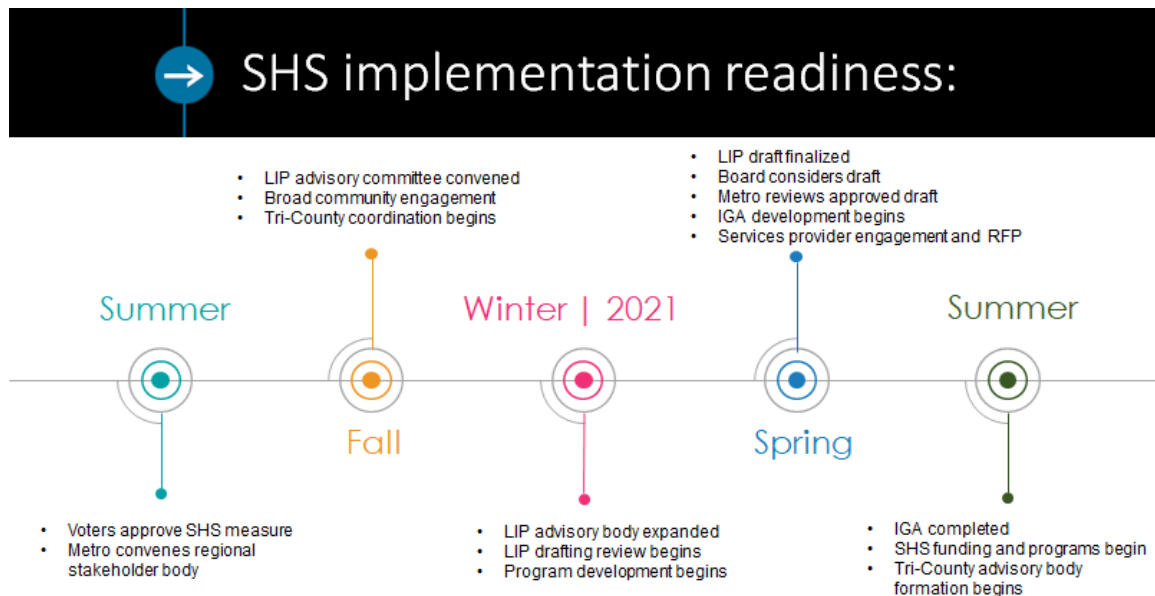 SHS implementation readiness:
• LIP advisory committee convened
• Broad community engagement
• Tri-County coordination begins
• LIP draft finalized
• Board considers draft
• Metro reviews approved draft
• IGA development begins
• Services provider engagement and RFP
Summer
Winter | 2021
Summer
Fall
Spring
• Voters approve SHS measure
• Metro convenes regional
stakeholder body
• LIP advisory body expanded
• LIP drafting review begins
• Program development begins
• IGA completed
• SHS funding and programs begin
• Tri-County advisory body
formation begins